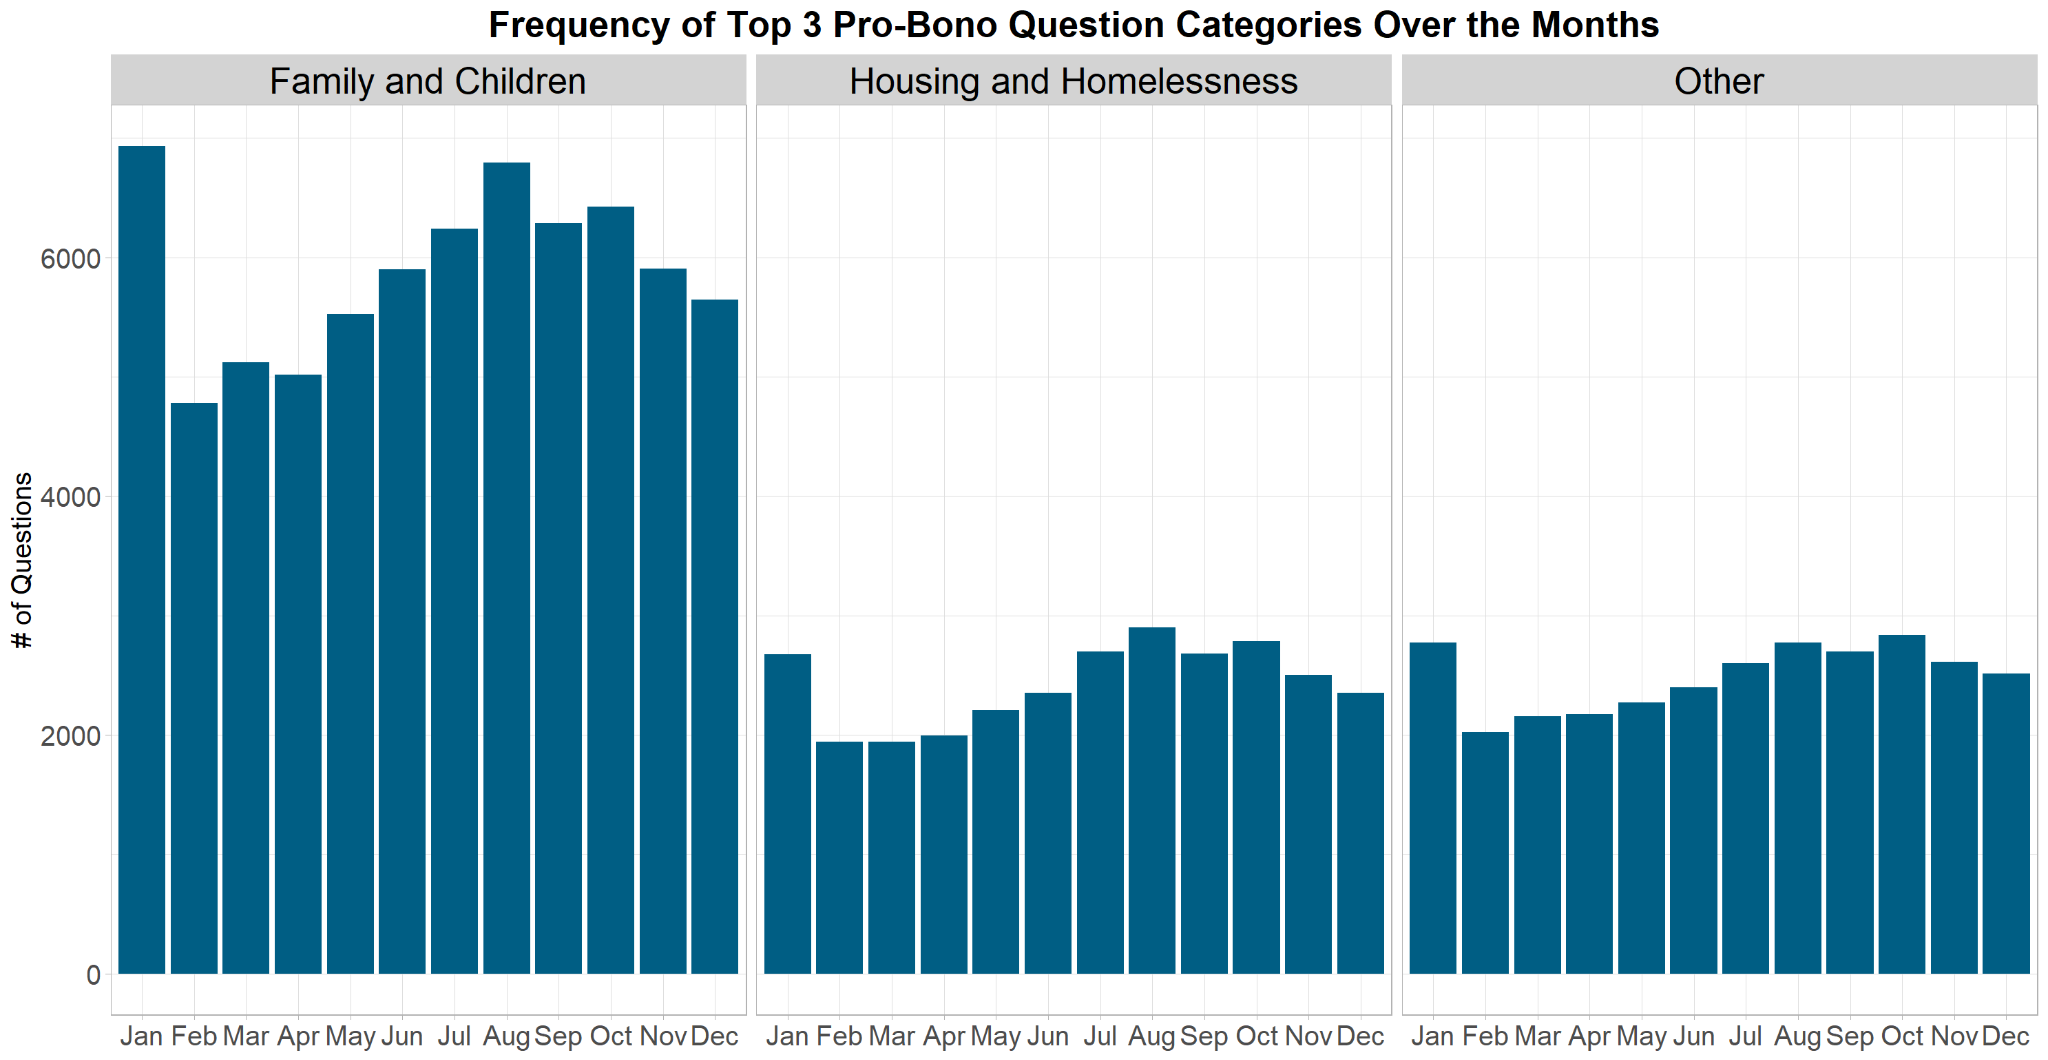 Frequency of Top 3 Pro-Bono Question Categories Over the Months
Family and Children
Housing and Homelessness
Other
# of Questions
6000
4000
2000
0
Jan Feb Mar Apr May Jun Jul Aug Sep Oct Nov Dec
Jan Feb Mar Apr May Jun Jul Aug Sep Oct Nov Dec
Jan Feb Mar Apr May Jun Jul Aug Sep Oct Nov Dec